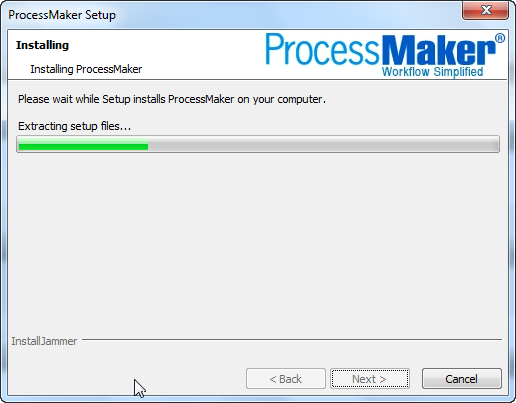 ProcessMaker Setup
Installing
Installing ProcessMaker
ProcessMaker®
Workflow Simplified
Please wait while Setup installs ProcessMaker on your computer.
Extracting setup files...
InstallJammer
< Back
Next >
Cancel